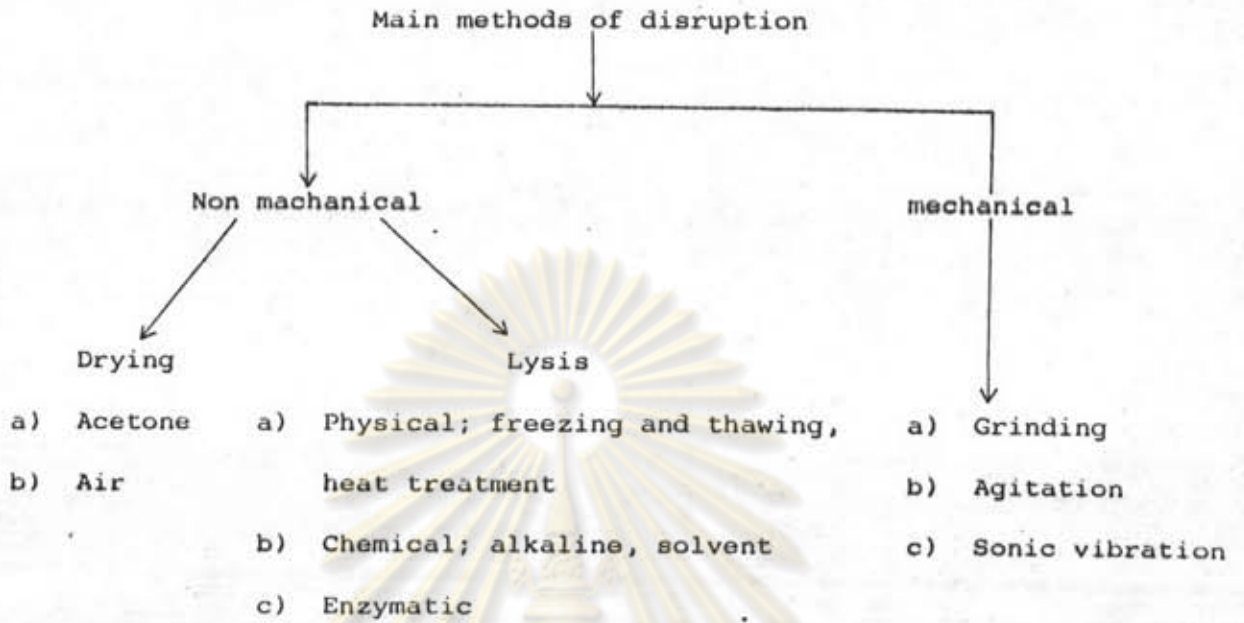 Main methods of disruption
Non machanical
mechanical
Drying
a) Acetone
b) Air
Lysis
a) Physical; freezing and thawing,
heat treatment
b) Chemical; alkaline, solvent
c) Enzymatic
a) Grinding
b) Agitation
c) Sonic vibration